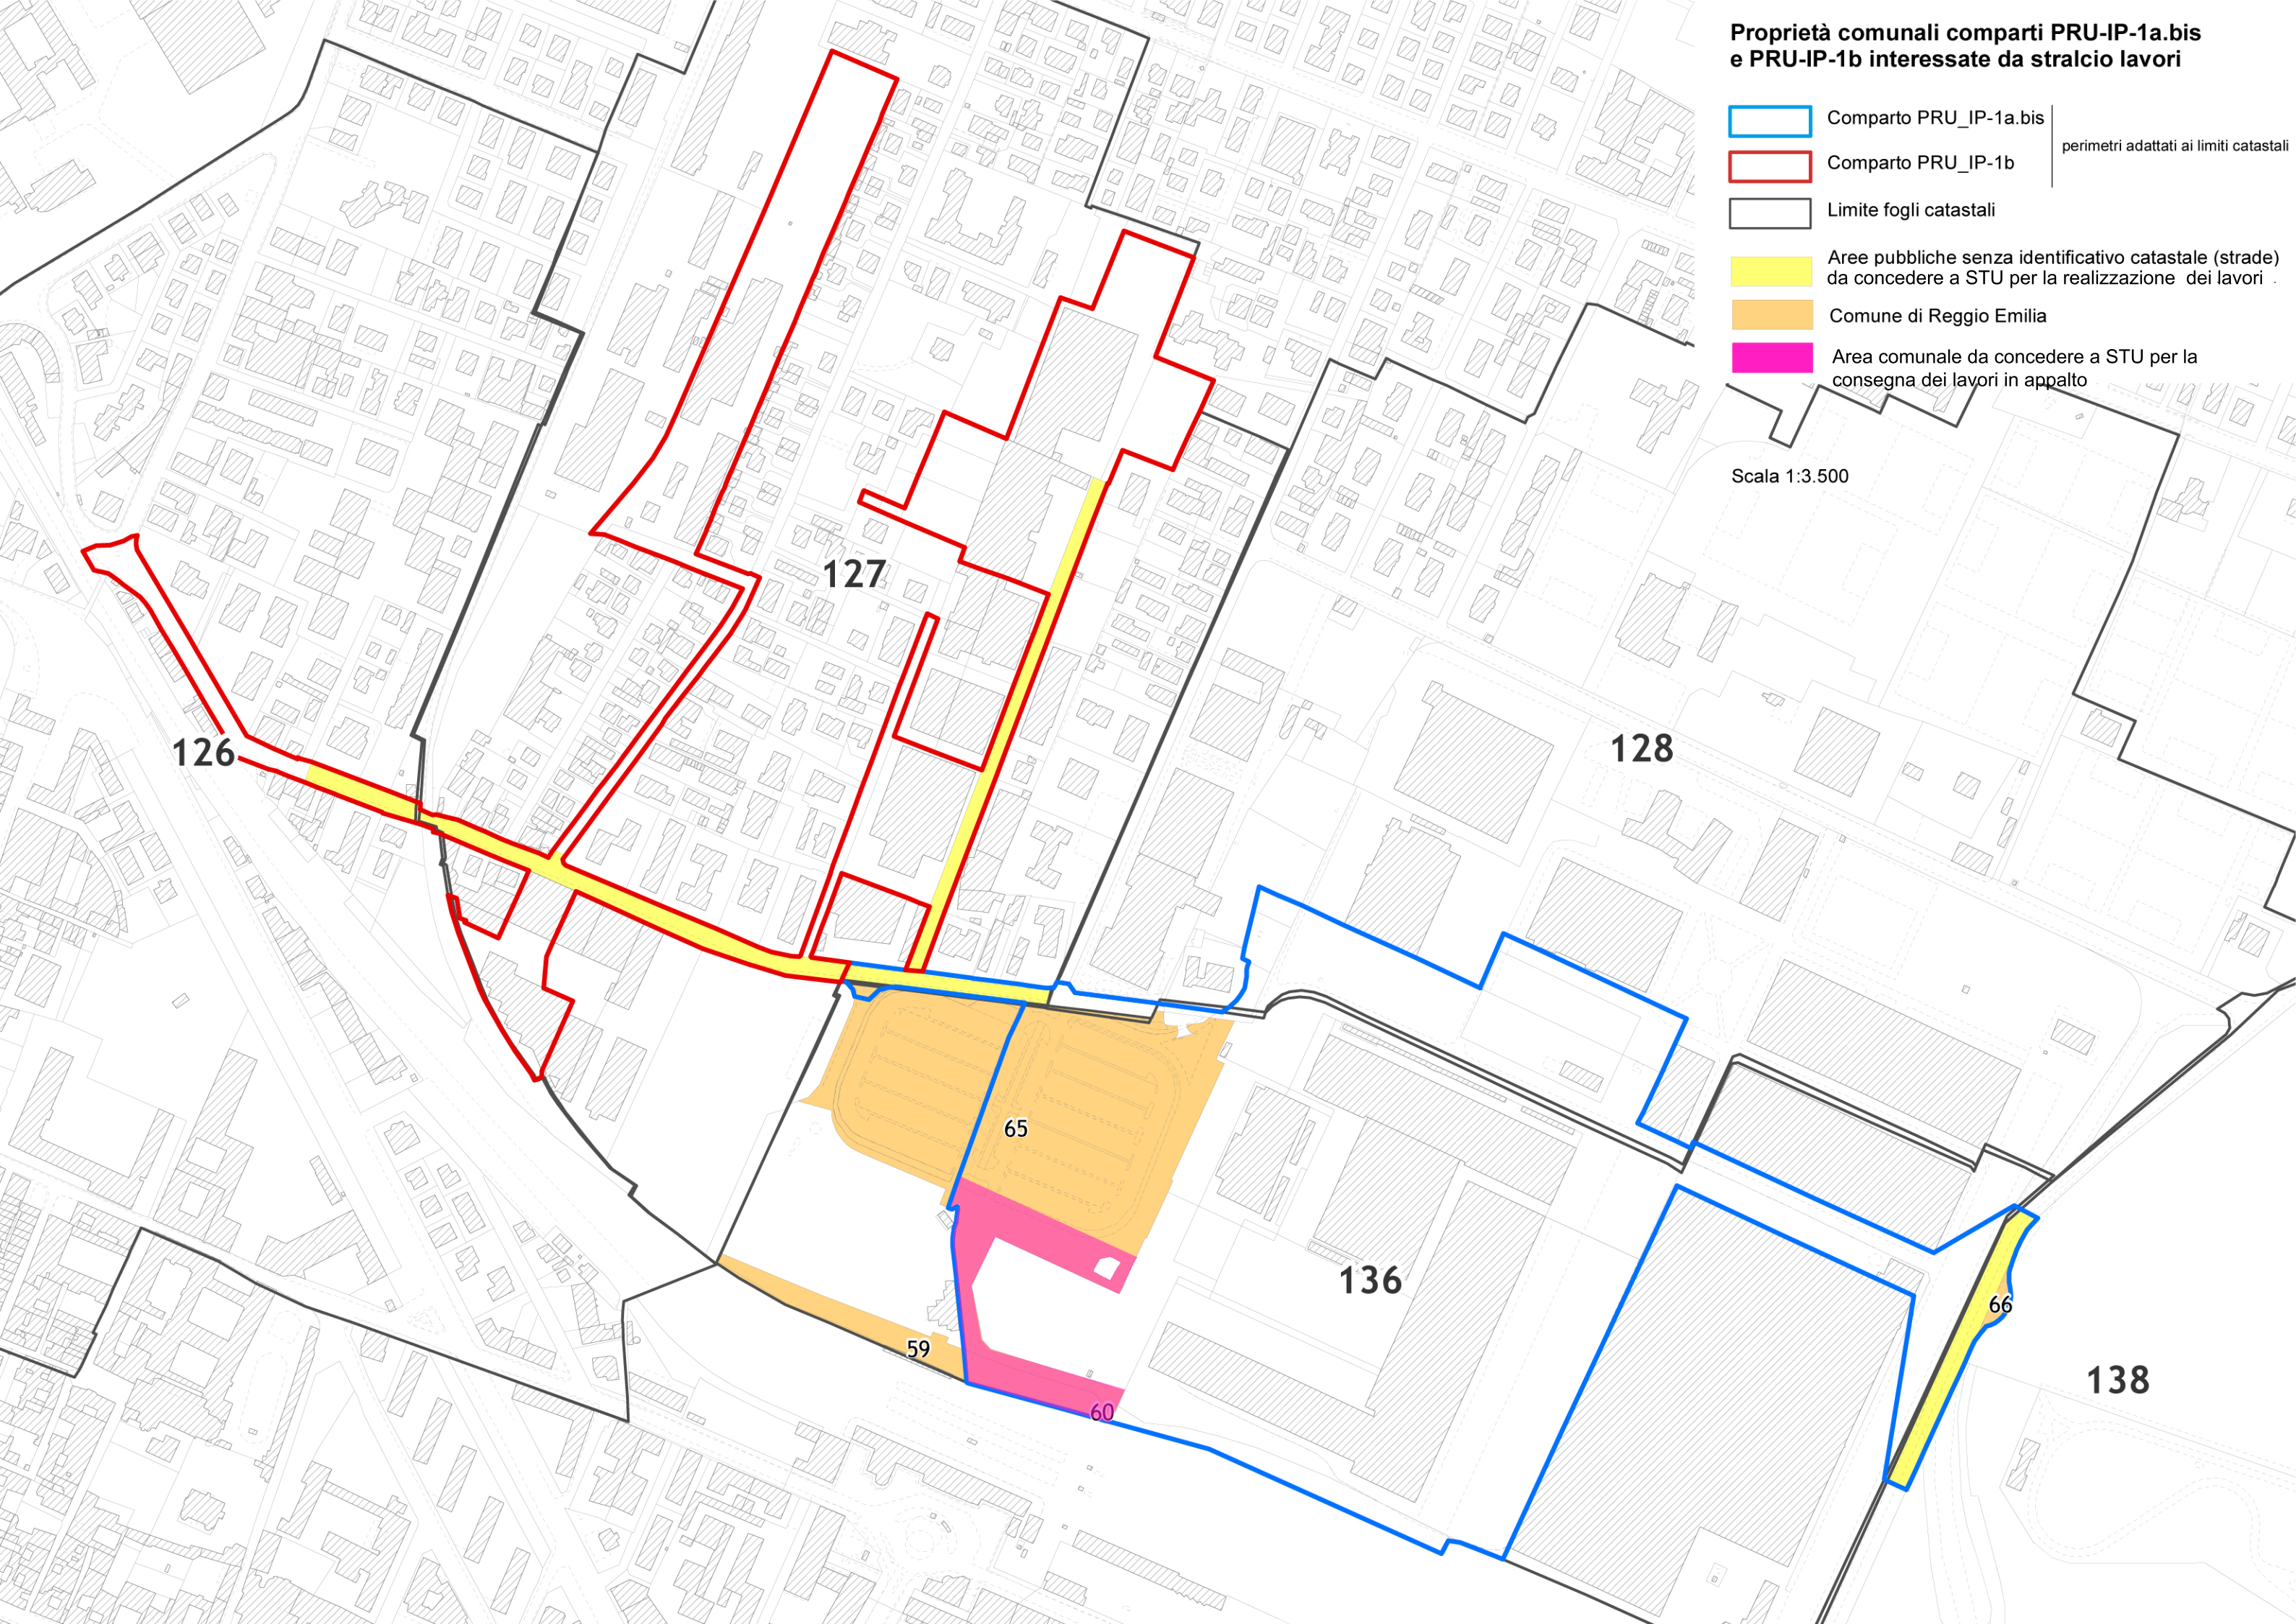 Proprietà comunali comparti PRU-IP-1a.bis
e PRU-IP-1b interessate da stralcio lavori
Comparto PRU_IP-1a.bis
perimetri adattati ai limiti catastali
Comparto PRU_IP-1b
Limite fogli catastali
Aree pubbliche senza identificativo catastale (strade)
da concedere a STU per la realizzazione dei lavori
Comune di Reggio Emilia
Area comunale da concedere a STU per la
consegna dei lavori in appalto
Scala 1:3.500
127
126
128
65
136
66
59
138
60